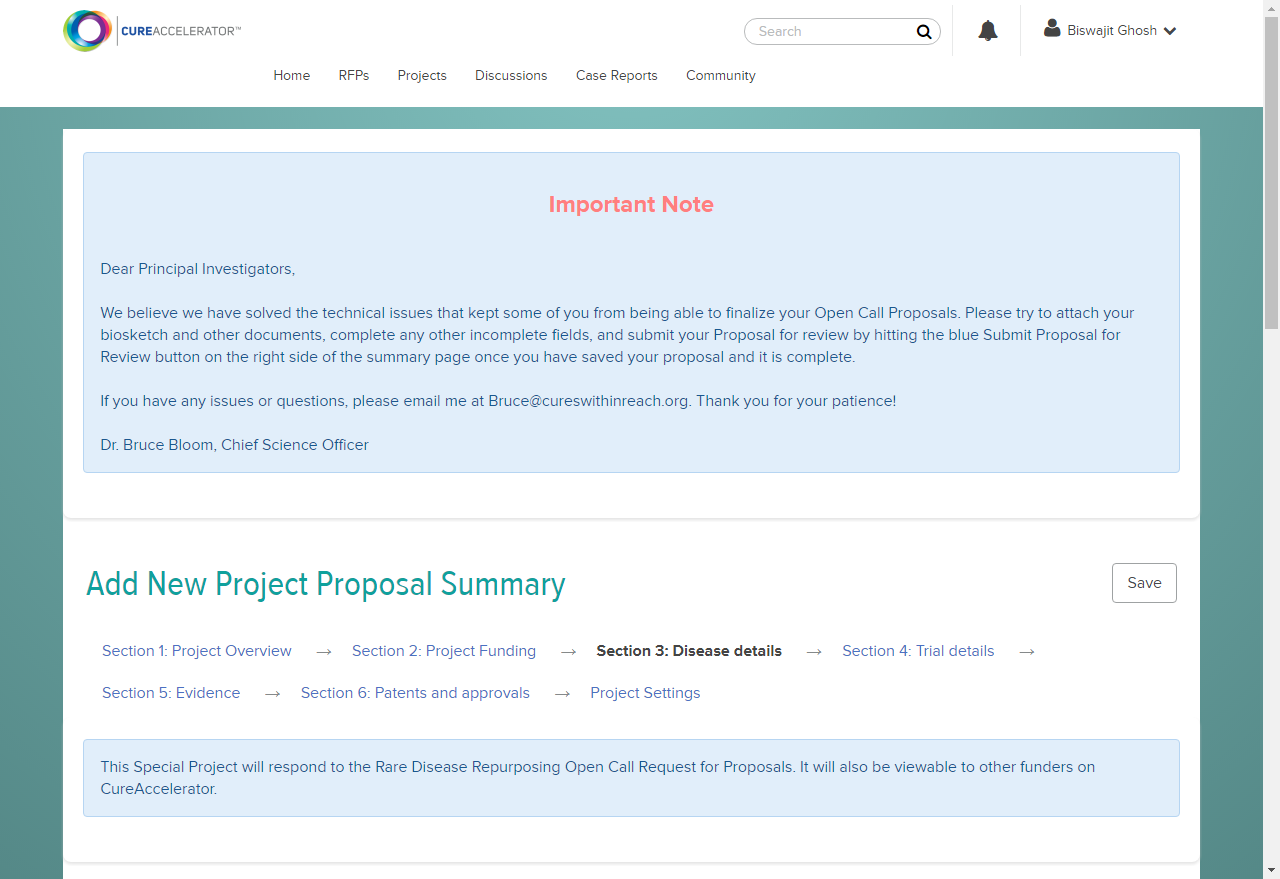 CUREACCELERATOR™
Search
Biswajit Ghosh
Home RFPs Projects Discussions Case Reports Community
Important Note
Dear Principal Investigators,
We believe we have solved the technical issues that kept some of you from being able to finalize your Open Call Proposals. Please try to attach your
biosketch and other documents, complete any other incomplete fields, and submit your Proposal for review by hitting the blue Submit Proposal for
Review button on the right side of the summary page once you have saved your proposal and it is complete.
If you have any issues or questions, please email me at Bruce@cureswithinreach.org. Thank you for your patience!
Dr. Bruce Bloom, Chief Science Officer
Add New Project Proposal Summary
Save
Section 1: Project Overview → Section 2: Project Funding → Section 3: Disease details → Section 4: Trial details →
Section 5: Evidence → Section 6: Patents and approvals → Project Settings
This Special Project will respond to the Rare Disease Repurposing Open Call Request for Proposals. It will also be viewable to other funders on
CureAccelerator.